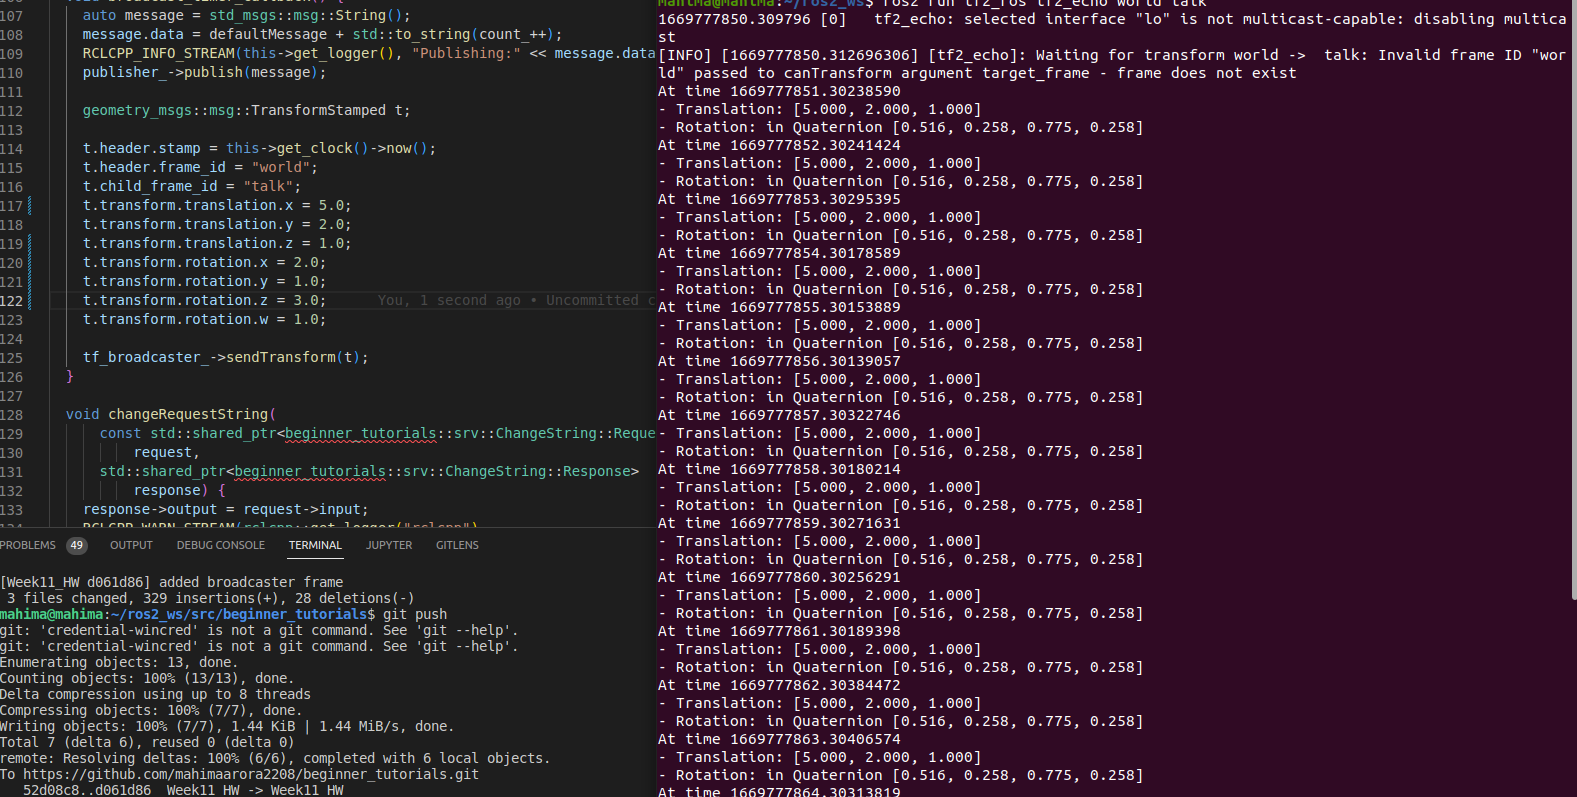 107 auto message = std_msgs::msg::String();
108 message.data = defaultMessage + std::to_string(count_++);
109 RCLCPP_INFO_STREAM(this->get_logger(), "Publishing:" << message.data
110 publisher_->publish(message);
111
112 geometry_msgs::msg::TransformStamped t;
113
114 t.header.stamp = this->get_clock()->now();
115 t.header.frame_id = "world";
116 t.child_frame_id = "talk";
117 t.transform.translation.x = 5.0;
118 t.transform.translation.y = 2.0;
119 t.transform.translation.z = 1.0;
120 t.transform.rotation.x = 2.0;
121 t.transform.rotation.y = 1.0;
122 t.transform.rotation.z = 3.0; You, 1 second ago • Uncommitted c
123 t.transform.rotation.w = 1.0;
124
125 tf_broadcaster_->sendTransform(t);
126 }
127
128 void changeRequestString(
129 const std::shared_ptr<beginner_tutorials::srv::ChangeString::Reque
130 request,
131 std::shared_ptr<beginner_tutorials::srv::ChangeString::Response>
132 response) {
133 response->output = request->input;
134 RCLCPP_WARN_STREAM(rclcpp::get_logger("rclcpp")
PROBLEMS 49 OUTPUT DEBUG CONSOLE TERMINAL JUPYTER GITLENS
[Week11_HW d061d86] added broadcaster frame
3 files changed, 329 insertions(+), 28 deletions(-)
mahima@mahima:~/ros2_ws/src/beginner_tutorials$ git push
git: 'credential-wincred' is not a git command. See 'git --help'.
git: 'credential-wincred' is not a git command. See 'git --help'.
Enumerating objects: 13, done.
Counting objects: 100% (13/13), done.
Delta compression using up to 8 threads
Compressing objects: 100% (7/7), done.
Writing objects: 100% (7/7), 1.44 KiB | 1.44 MiB/s, done.
Total 7 (delta 6), reused 0 (delta 0)
remote: Resolving deltas: 100% (6/6), completed with 6 local objects.
To https://github.com/mahimaarora2208/beginner_tutorials.git
52d08c8..d061d86 Week11_HW -> Week11_HW
mahima@mahima:~/ros2_ws$ ros2 run tf2_ros tf2_echo world talk
1669777850.309796 [0] tf2_echo: selected interface "lo" is not multicast-capable: disabling multica
st
[INFO] [1669777850.312696306] [tf2_echo]: Waiting for transform world -> talk: Invalid frame ID "wor
ld" passed to canTransform argument target_frame - frame does not exist
At time 1669777851.30238590
- Translation: [5.000, 2.000, 1.000]
- Rotation: in Quaternion [0.516, 0.258, 0.775, 0.258]
At time 1669777852.30241424
- Translation: [5.000, 2.000, 1.000]
- Rotation: in Quaternion [0.516, 0.258, 0.775, 0.258]
At time 1669777853.30295395
- Translation: [5.000, 2.000, 1.000]
- Rotation: in Quaternion [0.516, 0.258, 0.775, 0.258]
At time 1669777854.30178589
- Translation: [5.000, 2.000, 1.000]
- Rotation: in Quaternion [0.516, 0.258, 0.775, 0.258]
At time 1669777855.30153889
- Translation: [5.000, 2.000, 1.000]
- Rotation: in Quaternion [0.516, 0.258, 0.775, 0.258]
At time 1669777856.30139057
- Translation: [5.000, 2.000, 1.000]
- Rotation: in Quaternion [0.516, 0.258, 0.775, 0.258]
At time 1669777857.30322746
- Translation: [5.000, 2.000, 1.000]
- Rotation: in Quaternion [0.516, 0.258, 0.775, 0.258]
At time 1669777858.30180214
- Translation: [5.000, 2.000, 1.000]
- Rotation: in Quaternion [0.516, 0.258, 0.775, 0.258]
At time 1669777859.30271631
- Translation: [5.000, 2.000, 1.000]
- Rotation: in Quaternion [0.516, 0.258, 0.775, 0.258]
At time 1669777860.30256291
- Translation: [5.000, 2.000, 1.000]
- Rotation: in Quaternion [0.516, 0.258, 0.775, 0.258]
At time 1669777861.30189398
- Translation: [5.000, 2.000, 1.000]
- Rotation: in Quaternion [0.516, 0.258, 0.775, 0.258]
At time 1669777862.30384472
- Translation: [5.000, 2.000, 1.000]
- Rotation: in Quaternion [0.516, 0.258, 0.775, 0.258]
At time 1669777863.30406574
- Translation: [5.000, 2.000, 1.000]
- Rotation: in Quaternion [0.516, 0.258, 0.775, 0.258]
At time 1669777864.30313819